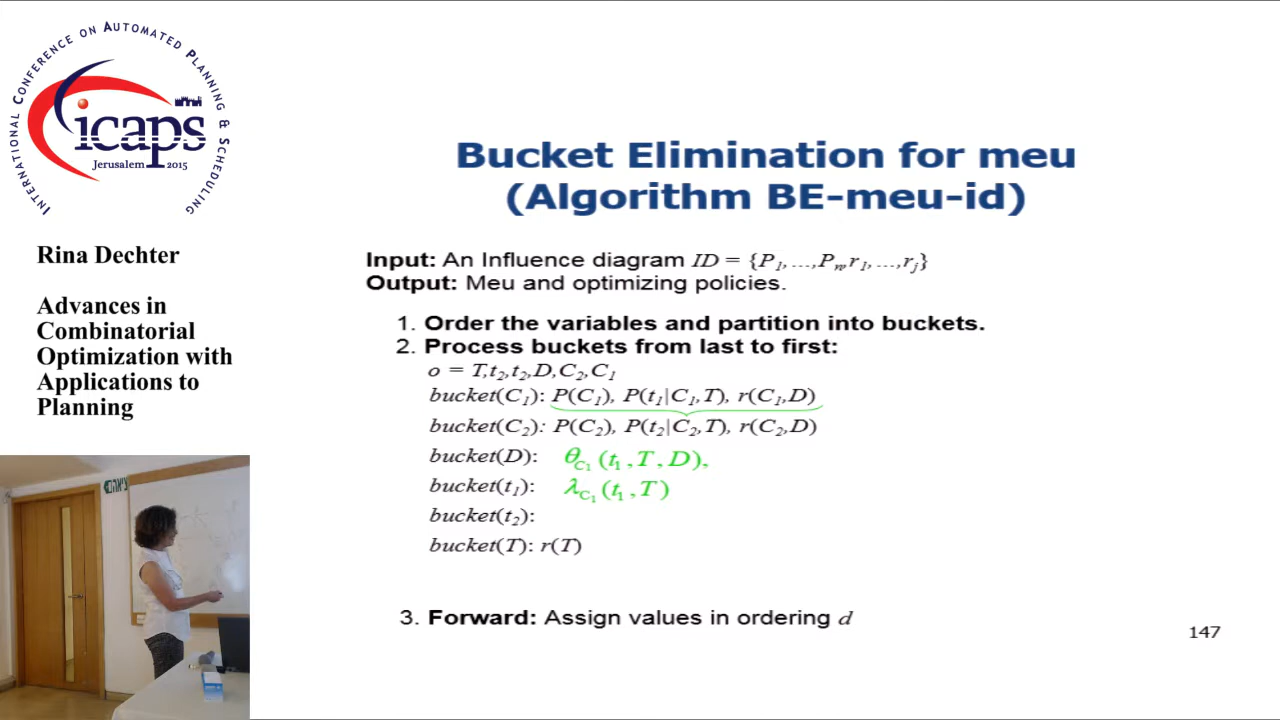 INTERNATIONAL CONFERENCE ON AUTOMATED PLANNING & SCHEDULING
icaps
Jerusalem 2015
Rina Dechter
Advances in
Combinatorial
Optimization with
Applications to
Planning
Bucket Elimination for meu
(Algorithm BE-meu-id)
Input: An Influence diagram ID = {P₁, ...,Pₙ,r₁,...,rⱼ}
Output: Meu and optimizing policies.
1. Order the variables and partition into buckets.
2. Process buckets from last to first:
o = T,t₂,t₂,D,C₂,C₁
bucket(C₁): P(C₁), P(t₁|C₁,T), r(C₁,D)
bucket(C₂): P(C₂), P(t₂|C₂,T), r(C₂,D)
bucket(D): θC₁ (t₁ ,T , D),
bucket(t₁): λC₁ (t₁ ,T )
bucket(t₂):
bucket(T): r(T)
3. Forward: Assign values in ordering d
147
יציאה